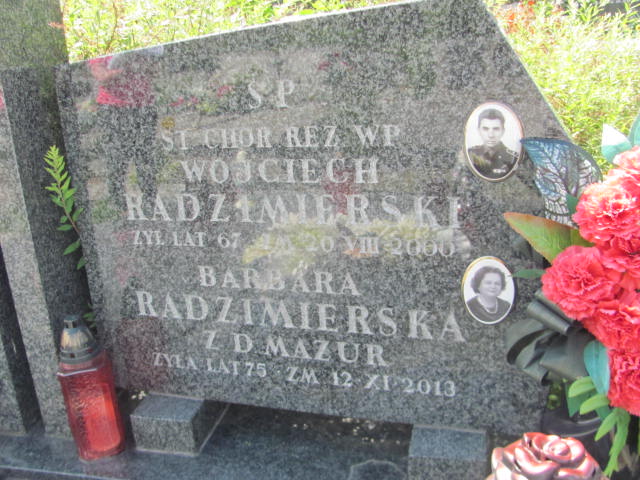 ŚP
ST CHOR REZ WP
WOJCIECH
RADZIMIERSKI
ŻYŁ LAT 67 ZM 20 VIII 2000
BARBARA
RADZIMIERSKA
Z D MAZUR
ŻYŁA LAT 75 · ZM 12 XI 2013